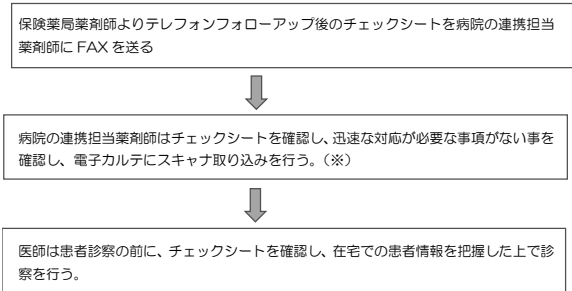 保険薬局薬剤師よりテレフォンフォローアップ後のチェックシートを病院の連携担当
薬剤師に FAX を送る
病院の連携担当薬剤師はチェックシートを確認し、迅速な対応が必要な事項がない事を
確認し、電子カルテにスキャナ取り込みを行う。（※）
医師は患者診察の前に、チェックシートを確認し、在宅での患者情報を把握した上で診
察を行う。